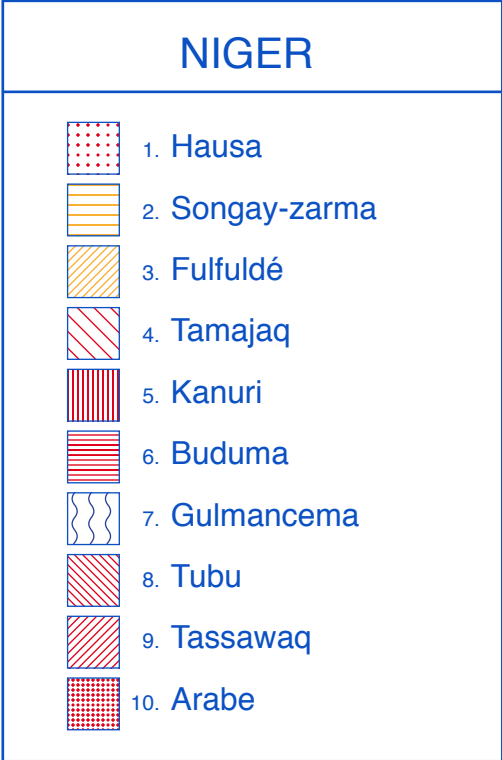 NIGER
1. Hausa
2. Songay-zarma
3. Fulfuldé
4. Tamajaq
5. Kanuri
6. Buduma
7. Gulmancema
8. Tubu
9. Tassawaq
10. Arabe